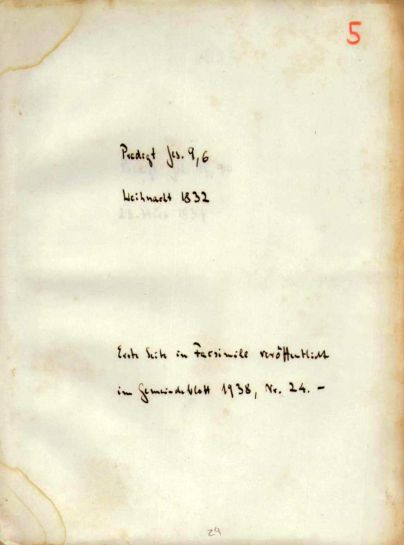 5
Predigt Jes. 9,6
Weihnacht 1832
Erste Seite in Facsimile veröffentlicht
im Gemeindeblatt 1938, Nr. 24. –
29